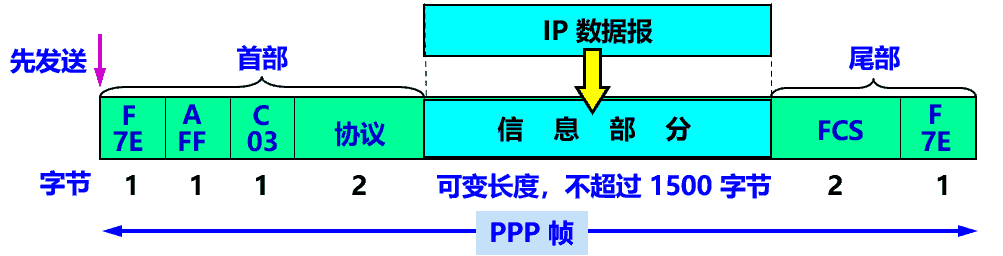 IP 数据报
先发送
首部
尾部
F A C F
7E FF 03 协议 信息部分 FCS 7E
字节 1 1 1 2 可变长度，不超过 1500 字节 2 1
PPP 帧